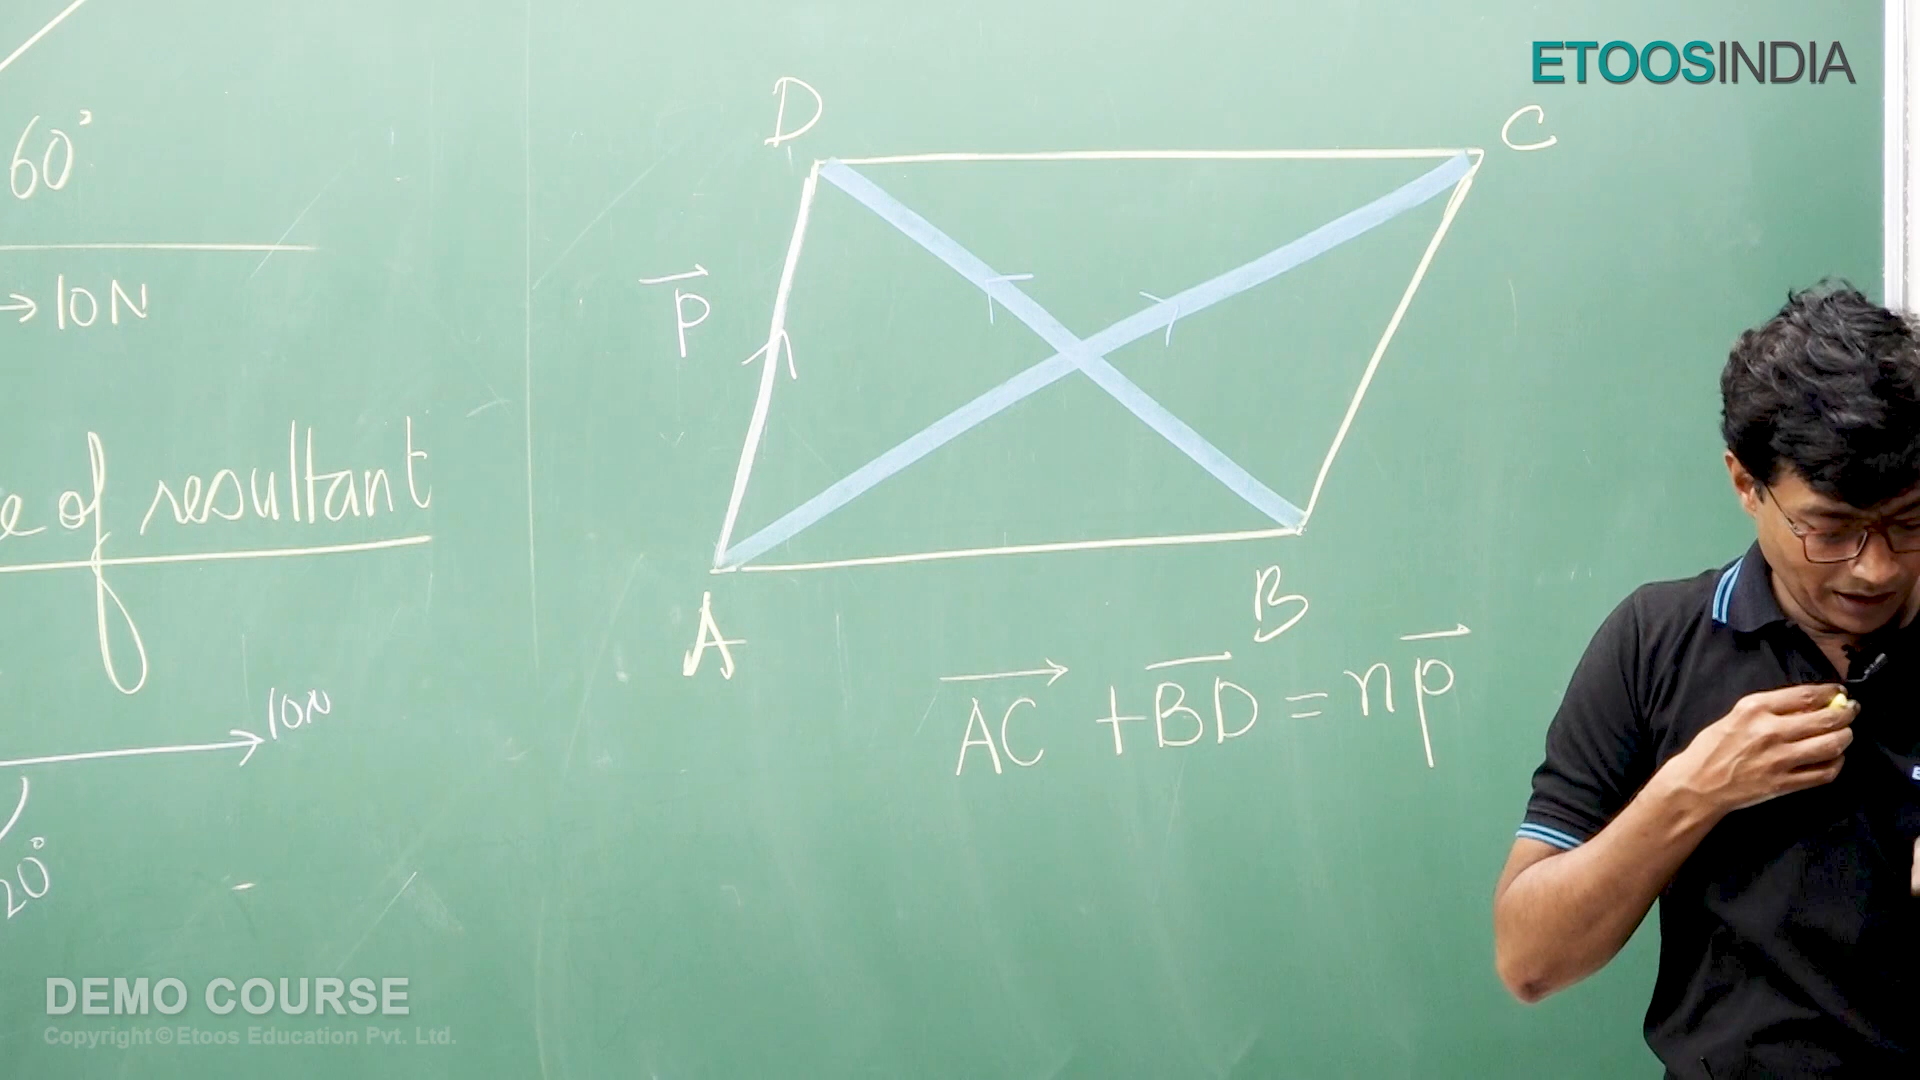 ETOOSINDIA
60°
→ 10N
e of resultant
10N
20°
D
C
p
A
B
AC + BD = np
DEMO COURSE
Copyright © Etoos Education Pvt. Ltd.